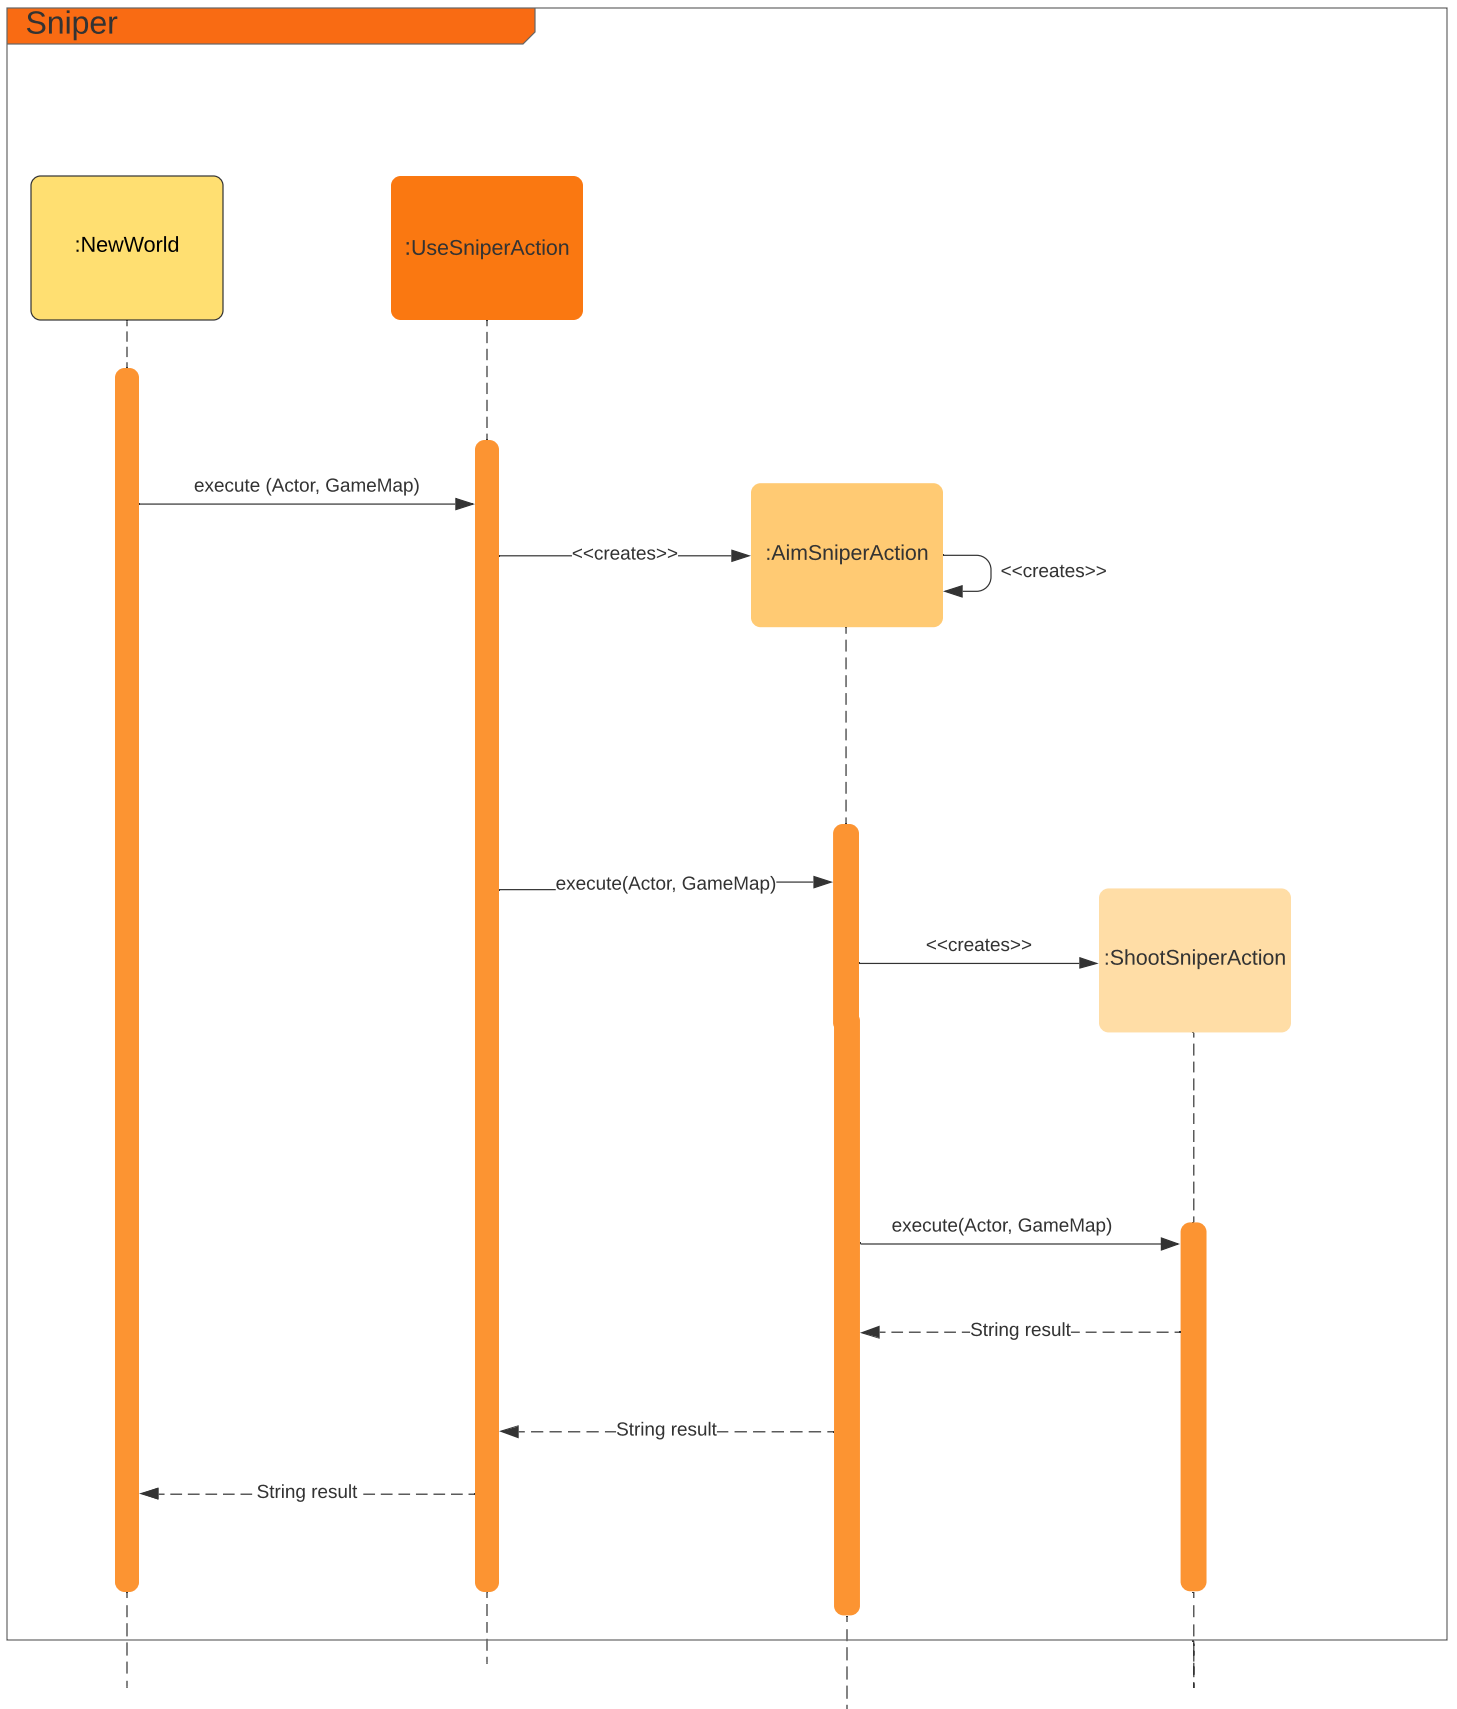 Sniper
:NewWorld
:UseSniperAction
execute (Actor, GameMap)
<<creates>>
:AimSniperAction
<<creates>>
execute(Actor, GameMap)
<<creates>>
:ShootSniperAction
execute(Actor, GameMap)
String result
String result
String result